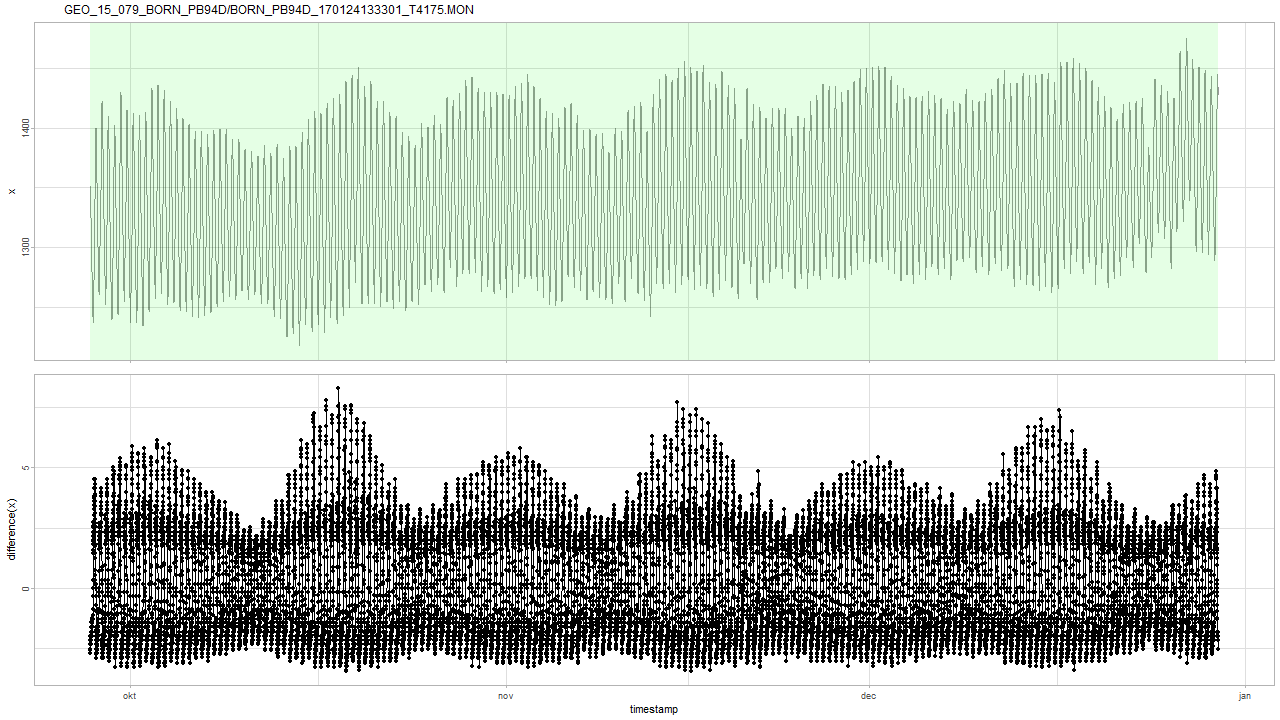 GEO_15_079_BORN_PB94D/BORN_PB94D_170124133301_T4175.MON
1400
x
1300
5
difference(x)
0
okt nov dec jan
timestamp